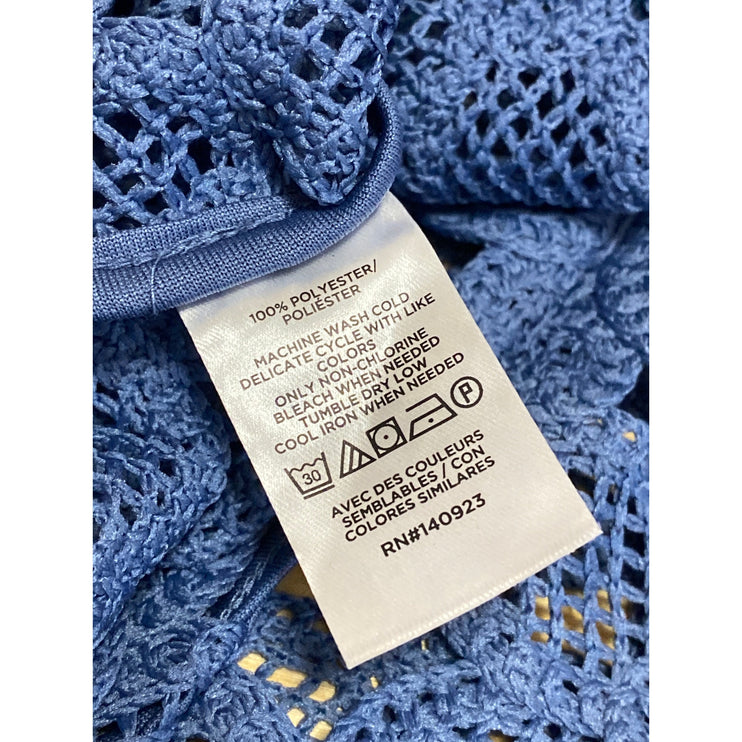 100% POLYESTER/
POLIÉSTER
MACHINE WASH COLD
DELICATE CYCLE WITH LIKE
COLORS
ONLY NON-CHLORINE
BLEACH WHEN NEEDED
TUMBLE DRY LOW
COOL IRON WHEN NEEDED
30 P
AVEC DES COULEURS
SEMBLABLES / CON
COLORES SIMILARES
RN#140923